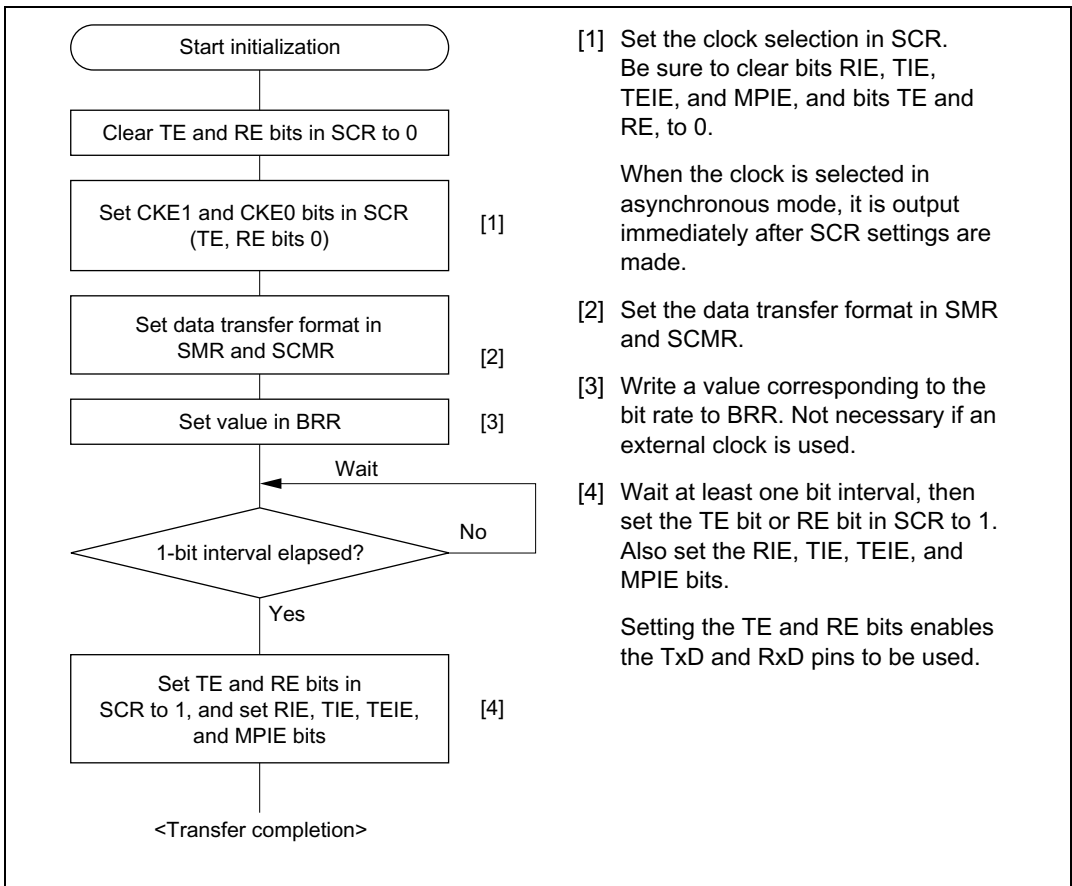 Start initialization
Clear TE and RE bits in SCR to 0
Set CKE1 and CKE0 bits in SCR
(TE, RE bits 0)
[1]
Set data transfer format in
SMR and SCMR
[2]
Set value in BRR
[3]
Wait
No
1-bit interval elapsed?
Yes
Set TE and RE bits in
SCR to 1, and set RIE, TIE, TEIE,
and MPIE bits
[4]
<Transfer completion>
[1] Set the clock selection in SCR.
Be sure to clear bits RIE, TIE,
TEIE, and MPIE, and bits TE and
RE, to 0.
When the clock is selected in
asynchronous mode, it is output
immediately after SCR settings are
made.
[2] Set the data transfer format in SMR
and SCMR.
[3] Write a value corresponding to the
bit rate to BRR. Not necessary if an
external clock is used.
[4] Wait at least one bit interval, then
set the TE bit or RE bit in SCR to 1.
Also set the RIE, TIE, TEIE, and
MPIE bits.
Setting the TE and RE bits enables
the TxD and RxD pins to be used.